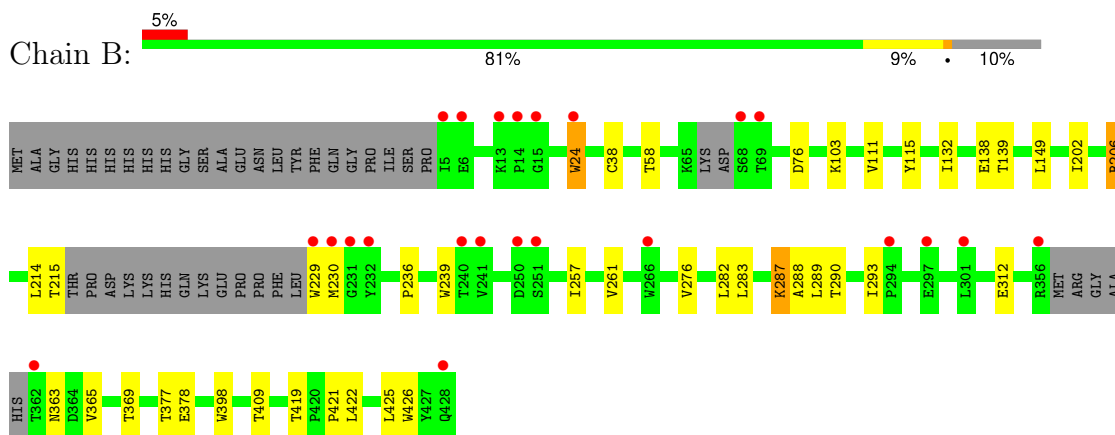 5%
Chain B:
81% 9% • 10%
MET ALA GLY HIS HIS HIS HIS HIS HIS GLY SER ALA GLU ASN LEU TYR PHE GLN GLY PRO ILE SER PRO I5 E6 K13 P14 G15 W24 C38 T58 K65 LYS ASP S68 T69 D76 K103 V111 Y115 I132 E138 T139 L149 I202 R206
L214 T215 THR PRO ASP LYS LYS HIS GLN LYS GLU PRO PRO PHE LEU W229 M230 G231 Y232 P236 W239 T240 V241 D250 S251 I257 V261 W266 V276 L282 L283 K287 A288 L289 T290 I293 P294 E297 L301 E312 R356 MET ARG GLY ALA
HIS T362 N363 D364 V365 T369 T377 E378 W398 T409 T419 P420 P421 L422 L425 W426 Y427 Q428